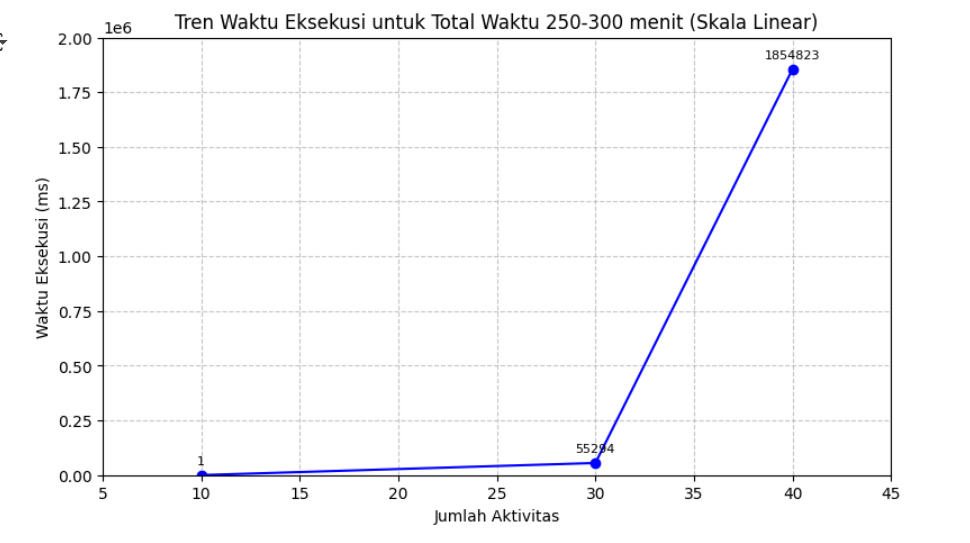 Tren Waktu Eksekusi untuk Total Waktu 250-300 menit (Skala Linear)
1e6
2.00
1.75
1.50
1.25
1.00
0.75
0.50
0.25
0.00
Waktu Eksekusi (ms)
1854823
55294
1
5 10 15 20 25 30 35 40 45
Jumlah Aktivitas